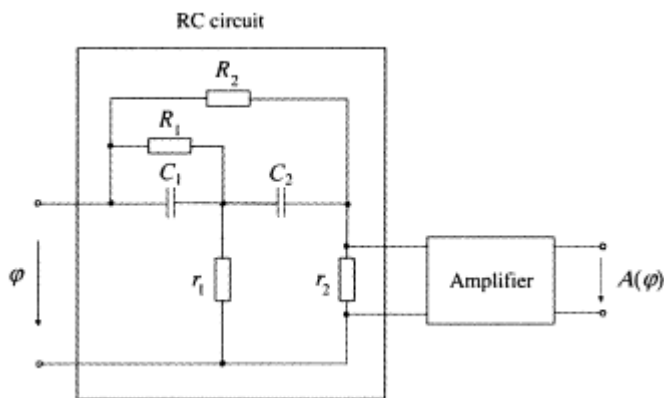 RC circuit
R₂
R₁
C₁
C₂
φ
r₁
r₂
Amplifier
A(φ)